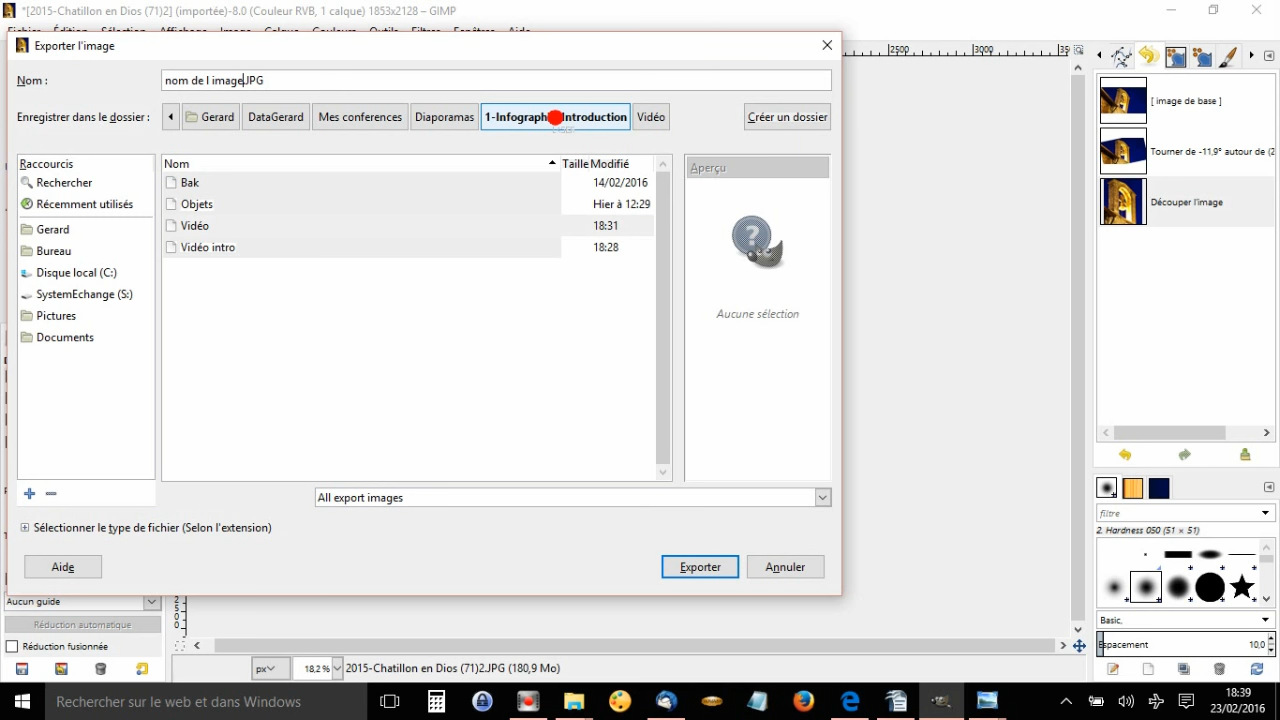 *[2015-Chatillon en Dios (71)2] (importée)-8.0 (Couleur RVB, 1 calque) 1853x2128 – GIMP
Exporter l'image
Nom :
nom de l imageJPG
Enregistrer dans le dossier :
Gerard
DataGerard
Mes conferences
Diaporamas
Introduction
Vidéo
Créer un dossier
Raccourcis
Rechercher
Récemment utilisés
Gerard
Bureau
Disque local (C:)
SystemEchange (S:)
Pictures
Documents
Nom Taille Modifié
Bak 14/02/2016
Objets Hier à 12:29
Vidéo 18:31
Vidéo intro 18:28
Aperçu
Aucune sélection
All export images
Sélectionner le type de fichier (Selon l'extension)
Aide
Exporter
Annuler
2500
3000
[ image de base ]
Tourner de -11,9° autour de (2
Découper l'image
filtre
2. Hardness 050 (51 × 51)
Basic,
Espacement 10,0
Aucun guide
Réduction automatique
Réduction fusionnée
px
18,2 %
2015-Chatillon en Dios (71)2.JPG (180,9 Mo)
Rechercher sur le web et dans Windows
18:39
23/02/2016